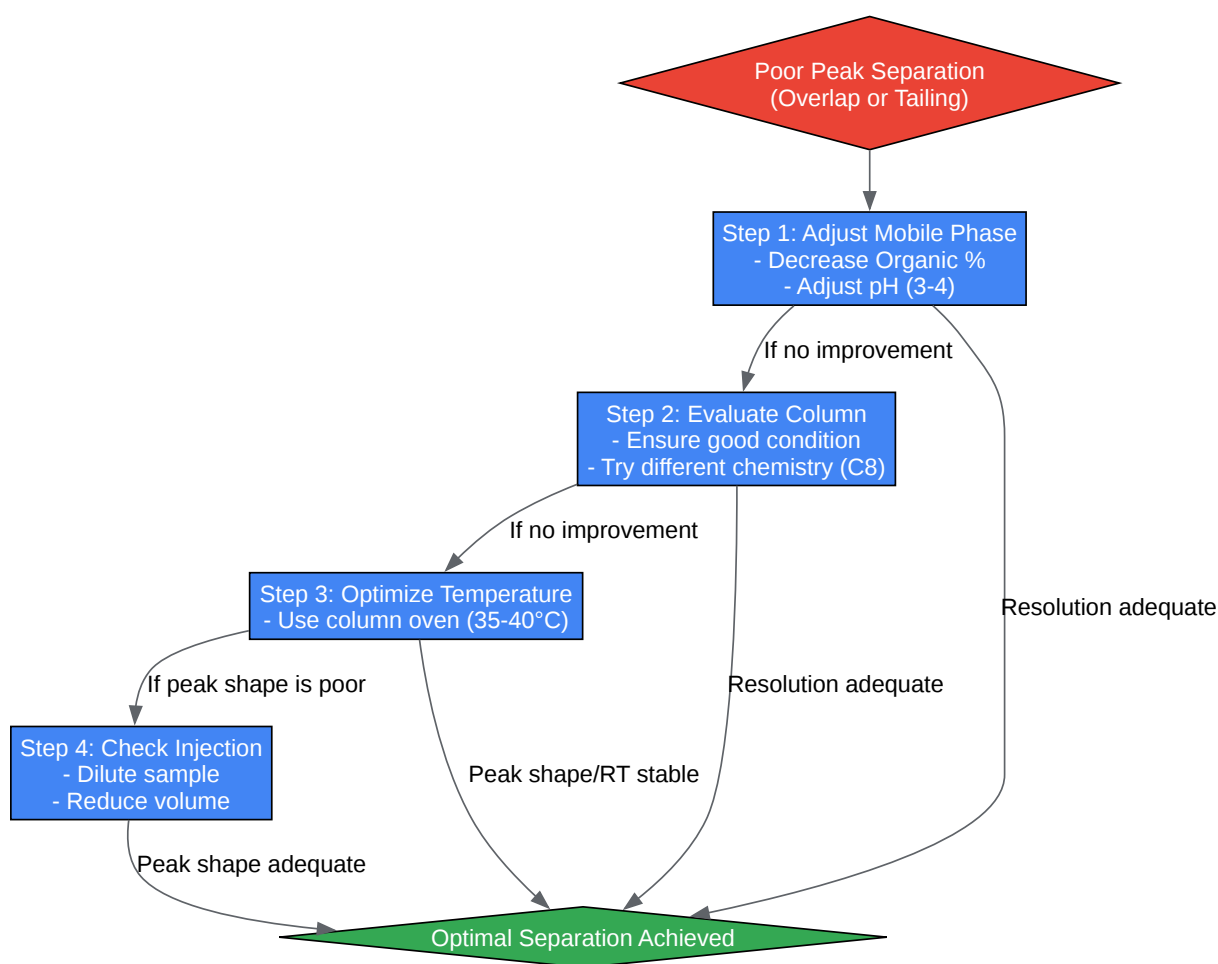 Poor Peak Separation
(Overlap or Tailing)
Step 1: Adjust Mobile Phase
- Decrease Organic %
- Adjust pH (3-4)
If no improvement
Step 2: Evaluate Column
- Ensure good condition
- Try different chemistry (C8)
If no improvement
Step 3: Optimize Temperature
- Use column oven (35-40°C)
Resolution adequate
If peak shape is poor
Resolution adequate
Step 4: Check Injection
- Dilute sample
- Reduce volume
Peak shape/RT stable
Peak shape adequate
Optimal Separation Achieved